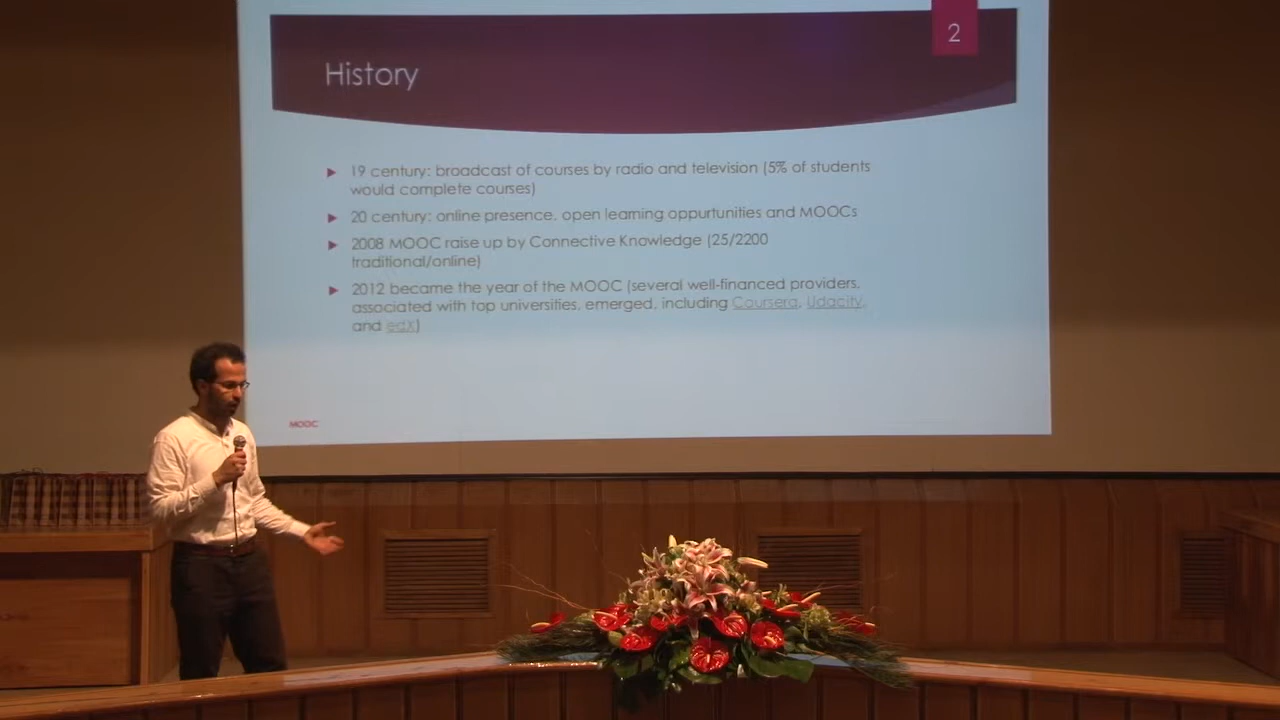 2
History
19 century: broadcast of courses by radio and television (5% of students
would complete courses)
20 century: online presence, open learning oppurtunities and MOOCs
2008 MOOC raise up by Connective Knowledge (25/2200
traditional/online)
2012 became the year of the MOOC (several well-financed providers,
associated with top universities, emerged, including Coursera, Udacity,
and edX)
MOOC